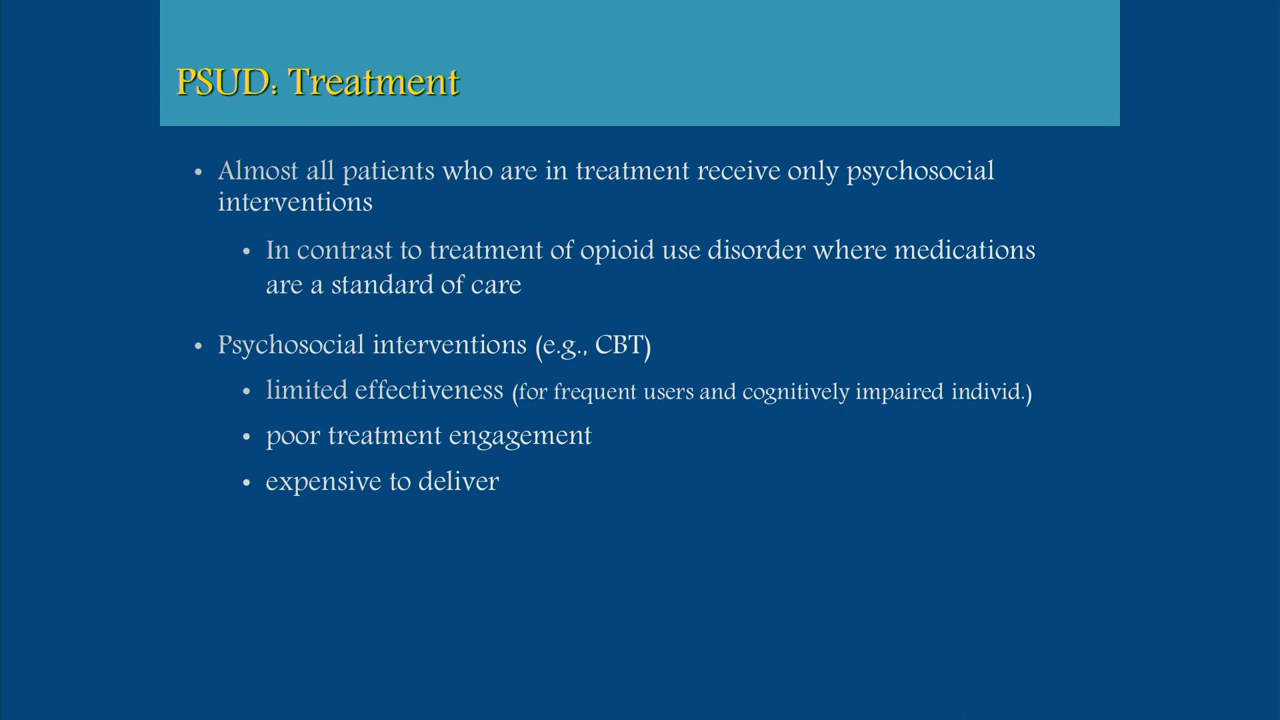 PSUD: Treatment
• Almost all patients who are in treatment receive only psychosocial
interventions
• In contrast to treatment of opioid use disorder where medications
are a standard of care
• Psychosocial interventions (e.g., CBT)
• limited effectiveness (for frequent users and cognitively impaired individ.)
• poor treatment engagement
• expensive to deliver